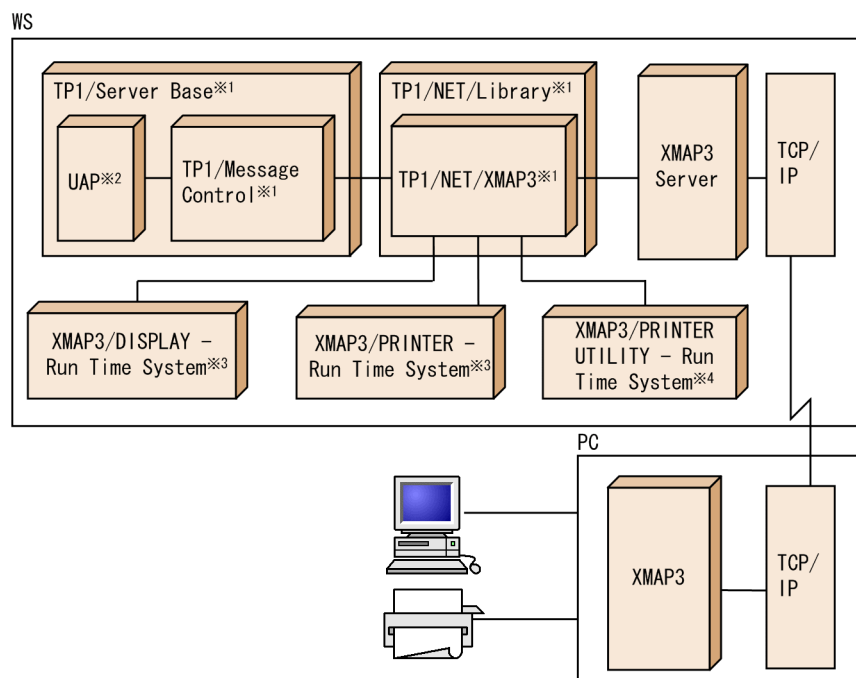 WS
TP1/Server Base※1
UAP※2
TP1/Message
Control※1
TP1/NET/Library※1
TP1/NET/XMAP3※1
XMAP3
Server
TCP/
IP
XMAP3/DISPLAY －
Run Time System※3
XMAP3/PRINTER －
Run Time System※3
XMAP3/PRINTER
UTILITY － Run
Time System※4
PC
XMAP3
TCP/
IP